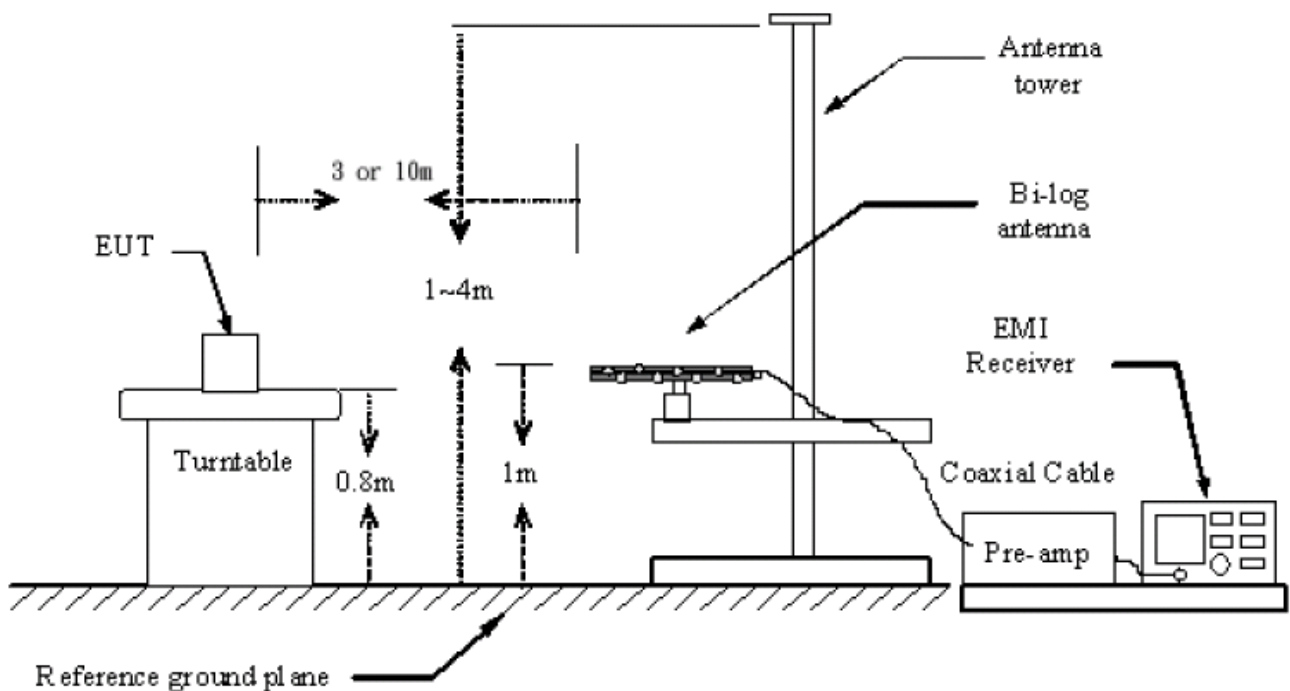 Antenna
tower
3 or 10m
Bi-log
antenna
EUT
1~4m
EMI
Receiver
Turntable
0.8m
1m
Coaxial Cable
Pre-amp
Reference ground plane